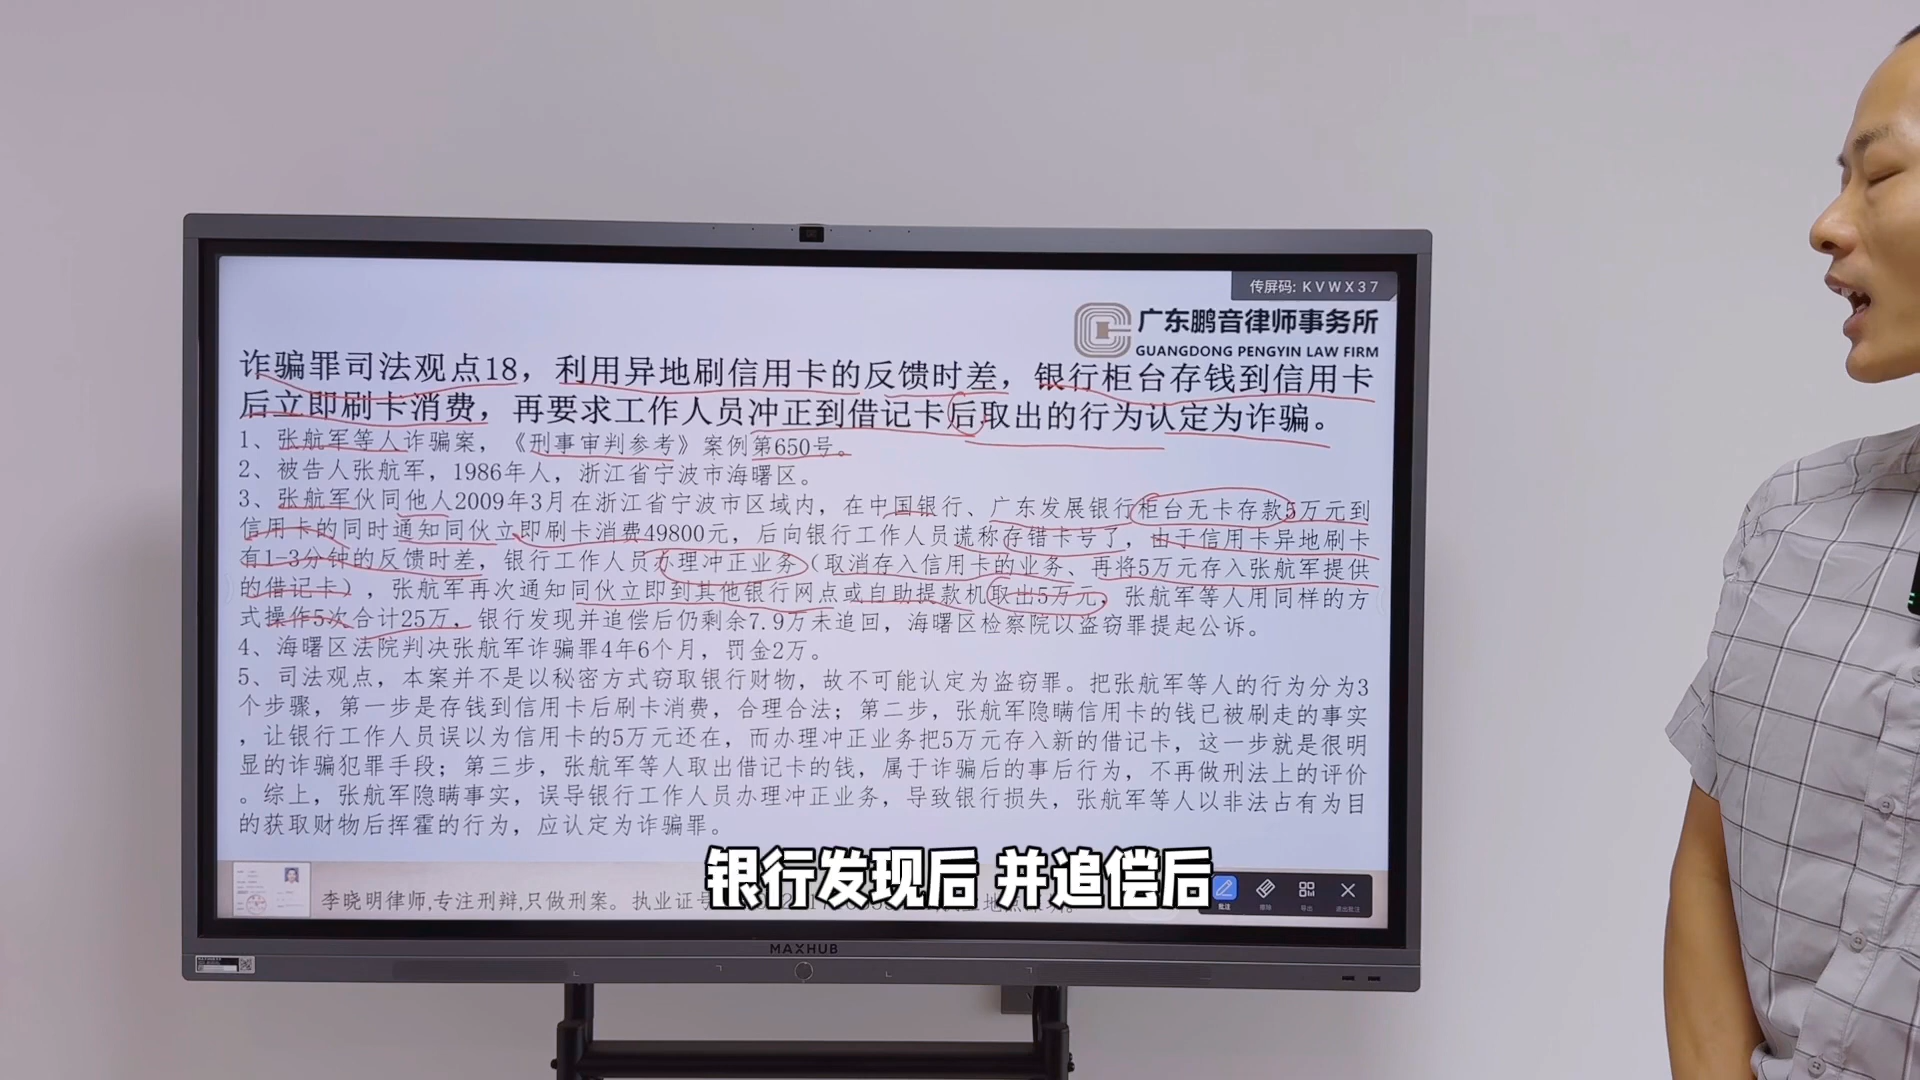 传屏码: KVWX37
广东鹏音律师事务所
GUANGDONG PENGYIN LAW FIRM
诈骗罪司法观点18，利用异地刷信用卡的反馈时差，银行柜台存钱到信用卡
后立即刷卡消费，再要求工作人员冲正到借记卡后取出的行为认定为诈骗。
1、张航军等人诈骗案，《刑事审判参考》案例第650号。
2、被告人张航军，1986年人，浙江省宁波市海曙区。
3、张航军伙同他人2009年3月在浙江省宁波市区域内，在中国银行、广东发展银行柜台无卡存款5万元到
信用卡的同时通知同伙立即刷卡消费49800元，后向银行工作人员谎称存错卡号了，由于信用卡异地刷卡
有1-3分钟的反馈时差，银行工作人员办理冲正业务（取消存入信用卡的业务、再将5万元存入张航军提供
的借记卡），张航军再次通知同伙立即到其他银行网点或自助提款机取出5万元，张航军等人用同样的方
式操作5次合计25万，银行发现并追偿后仍剩余7.9万未追回，海曙区检察院以盗窃罪提起公诉。
4、海曙区法院判决张航军诈骗罪4年6个月，罚金2万。
5、司法观点，本案并不是以秘密方式窃取银行财物，故不可能认定为盗窃罪。把张航军等人的行为分为3
个步骤，第一步是存钱到信用卡后刷卡消费，合理合法；第二步，张航军隐瞒信用卡的钱已被刷走的事实
，让银行工作人员误以为信用卡的5万元还在，而办理冲正业务把5万元存入新的借记卡，这一步就是很明
显的诈骗犯罪手段；第三步，张航军等人取出借记卡的钱，属于诈骗后的事后行为，不再做刑法上的评价
。综上，张航军隐瞒事实，误导银行工作人员办理冲正业务，导致银行损失，张航军等人以非法占有为目
的获取财物后挥霍的行为，应认定为诈骗罪。
银行发现后 并追偿后
李晓明律师,专注刑辩,只做刑案。执业证号
批注 擦除 导出 退出批注
MAXHUB